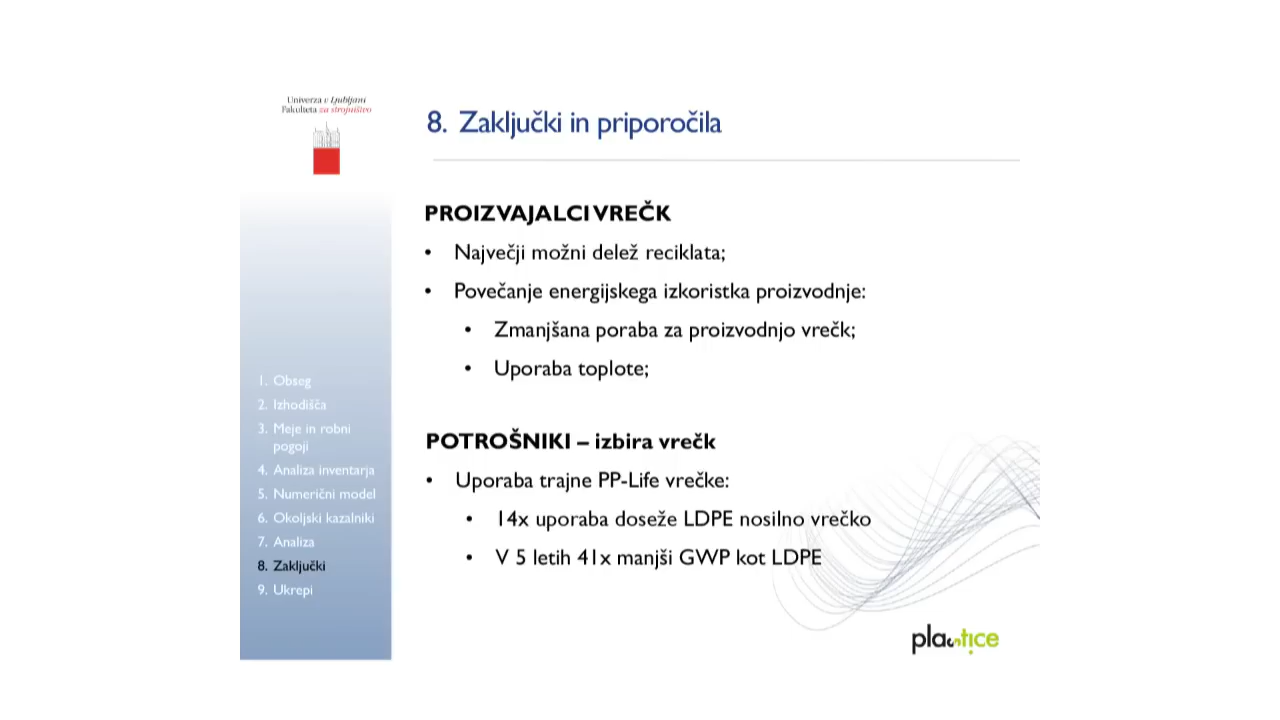 Univerza v Ljubljani
Fakulteta za strojništvo
8. Zaključki in priporočila
PROIZVAJALCI VREČK
• Največji možni delež reciklata;
• Povečanje energijskega izkoristka proizvodnje:
• Zmanjšana poraba za proizvodnjo vrečk;
• Uporaba toplote;
POTROŠNIKI – izbira vrečk
• Uporaba trajne PP-Life vrečke:
• 14x uporaba doseže LDPE nosilno vrečko
• V 5 letih 41x manjši GWP kot LDPE
1. Obseg
2. Izhodišča
3. Meje in robni
pogoji
4. Analiza inventarja
5. Numerični model
6. Okoljski kazalniki
7. Analiza
8. Zaključki
9. Ukrepi
plastice